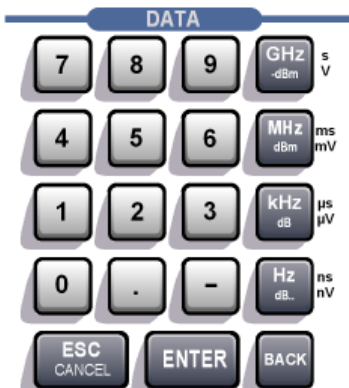 DATA
7 8 9 GHz s
-dBm V
4 5 6 MHz ms
dBm mV
1 2 3 kHz µs
dB µV
0 . - Hz ns
dB.. nV
ESC
CANCEL
ENTER
BACK